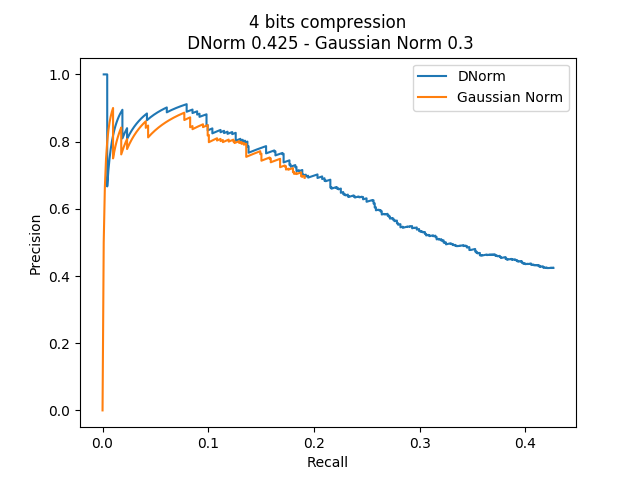 4 bits compression
DNorm 0.425 - Gaussian Norm 0.3
DNorm
Gaussian Norm
1.0
0.8
0.6
0.4
0.2
0.0
Precision
0.0 0.1 0.2 0.3 0.4
Recall